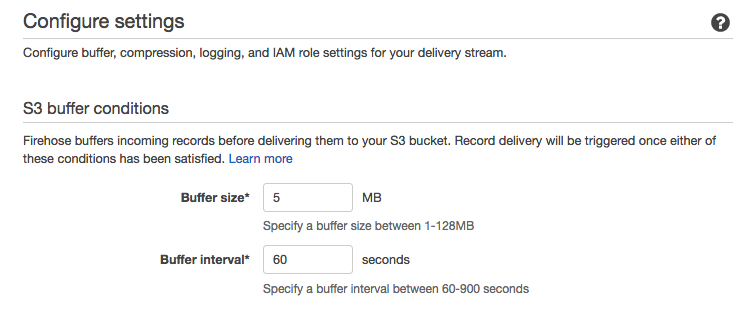 Configure settings
?
Configure buffer, compression, logging, and IAM role settings for your delivery stream.
S3 buffer conditions
Firehose buffers incoming records before delivering them to your S3 bucket. Record delivery will be triggered once either of
these conditions has been satisfied. Learn more
Buffer size* 5 MB
Specify a buffer size between 1-128MB
Buffer interval* 60 seconds
Specify a buffer interval between 60-900 seconds